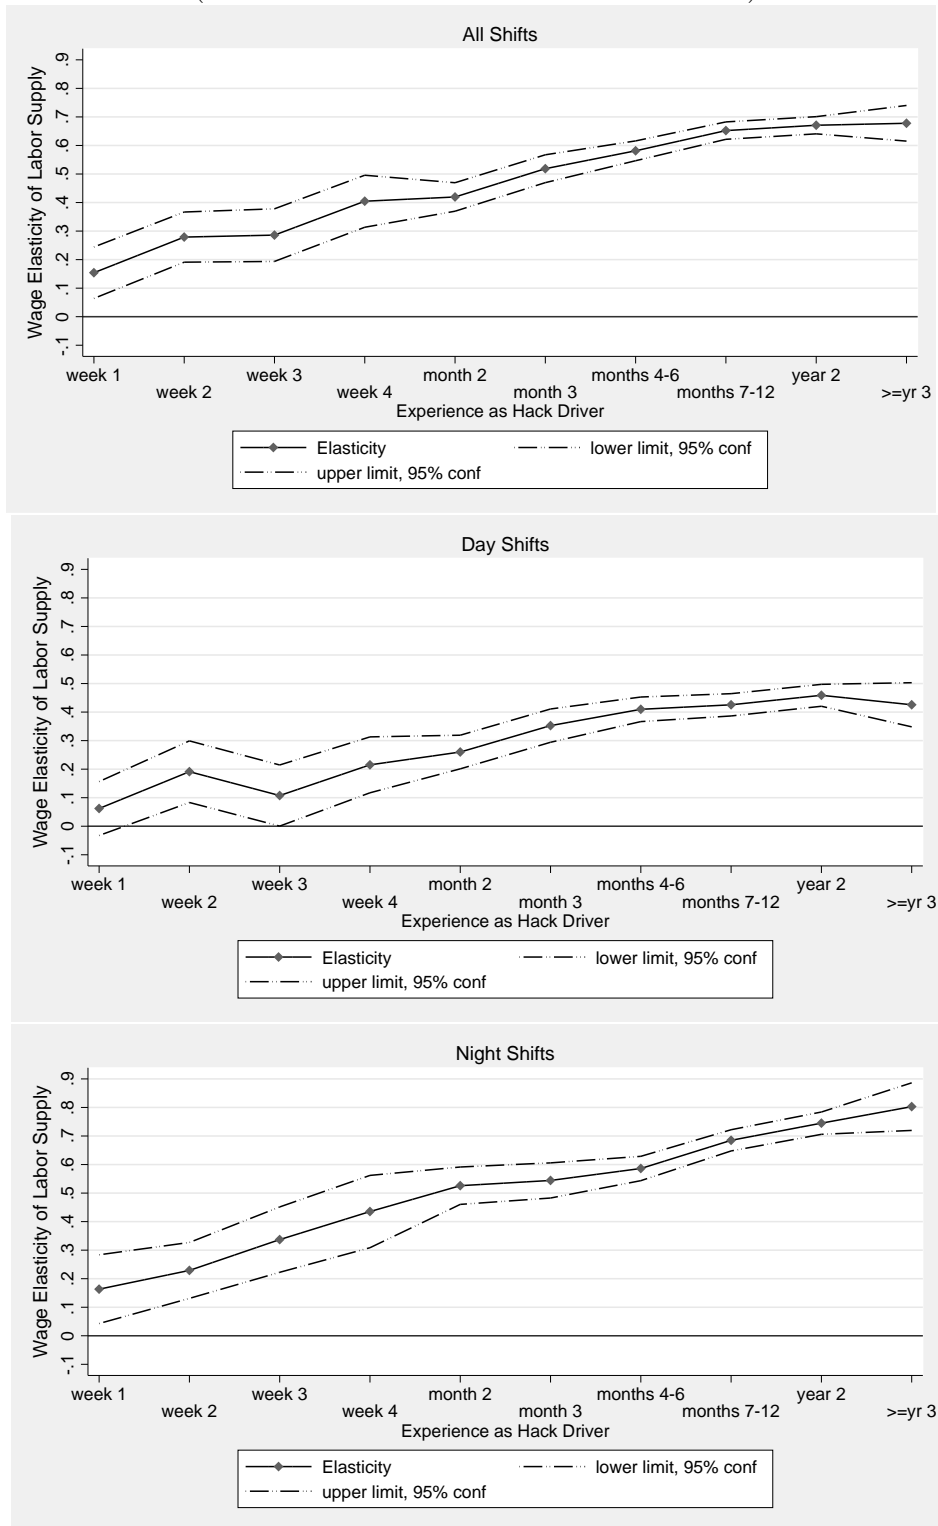 All Shifts
Wage Elasticity of Labor Supply
.9
.8
.7
.6
.5
.4
.3
.2
.1
0
-.1
week 1
week 2
week 3
week 4
month 2
month 3
months 4-6
months 7-12
year 2
>=yr 3
Experience as Hack Driver
Elasticity
lower limit, 95% conf
upper limit, 95% conf
Day Shifts
Wage Elasticity of Labor Supply
.9
.8
.7
.6
.5
.4
.3
.2
.1
0
-.1
week 1
week 2
week 3
week 4
month 2
month 3
months 4-6
months 7-12
year 2
>=yr 3
Experience as Hack Driver
Elasticity
lower limit, 95% conf
upper limit, 95% conf
Night Shifts
Wage Elasticity of Labor Supply
.9
.8
.7
.6
.5
.4
.3
.2
.1
0
-.1
week 1
week 2
week 3
week 4
month 2
month 3
months 4-6
months 7-12
year 2
>=yr 3
Experience as Hack Driver
Elasticity
lower limit, 95% conf
upper limit, 95% conf